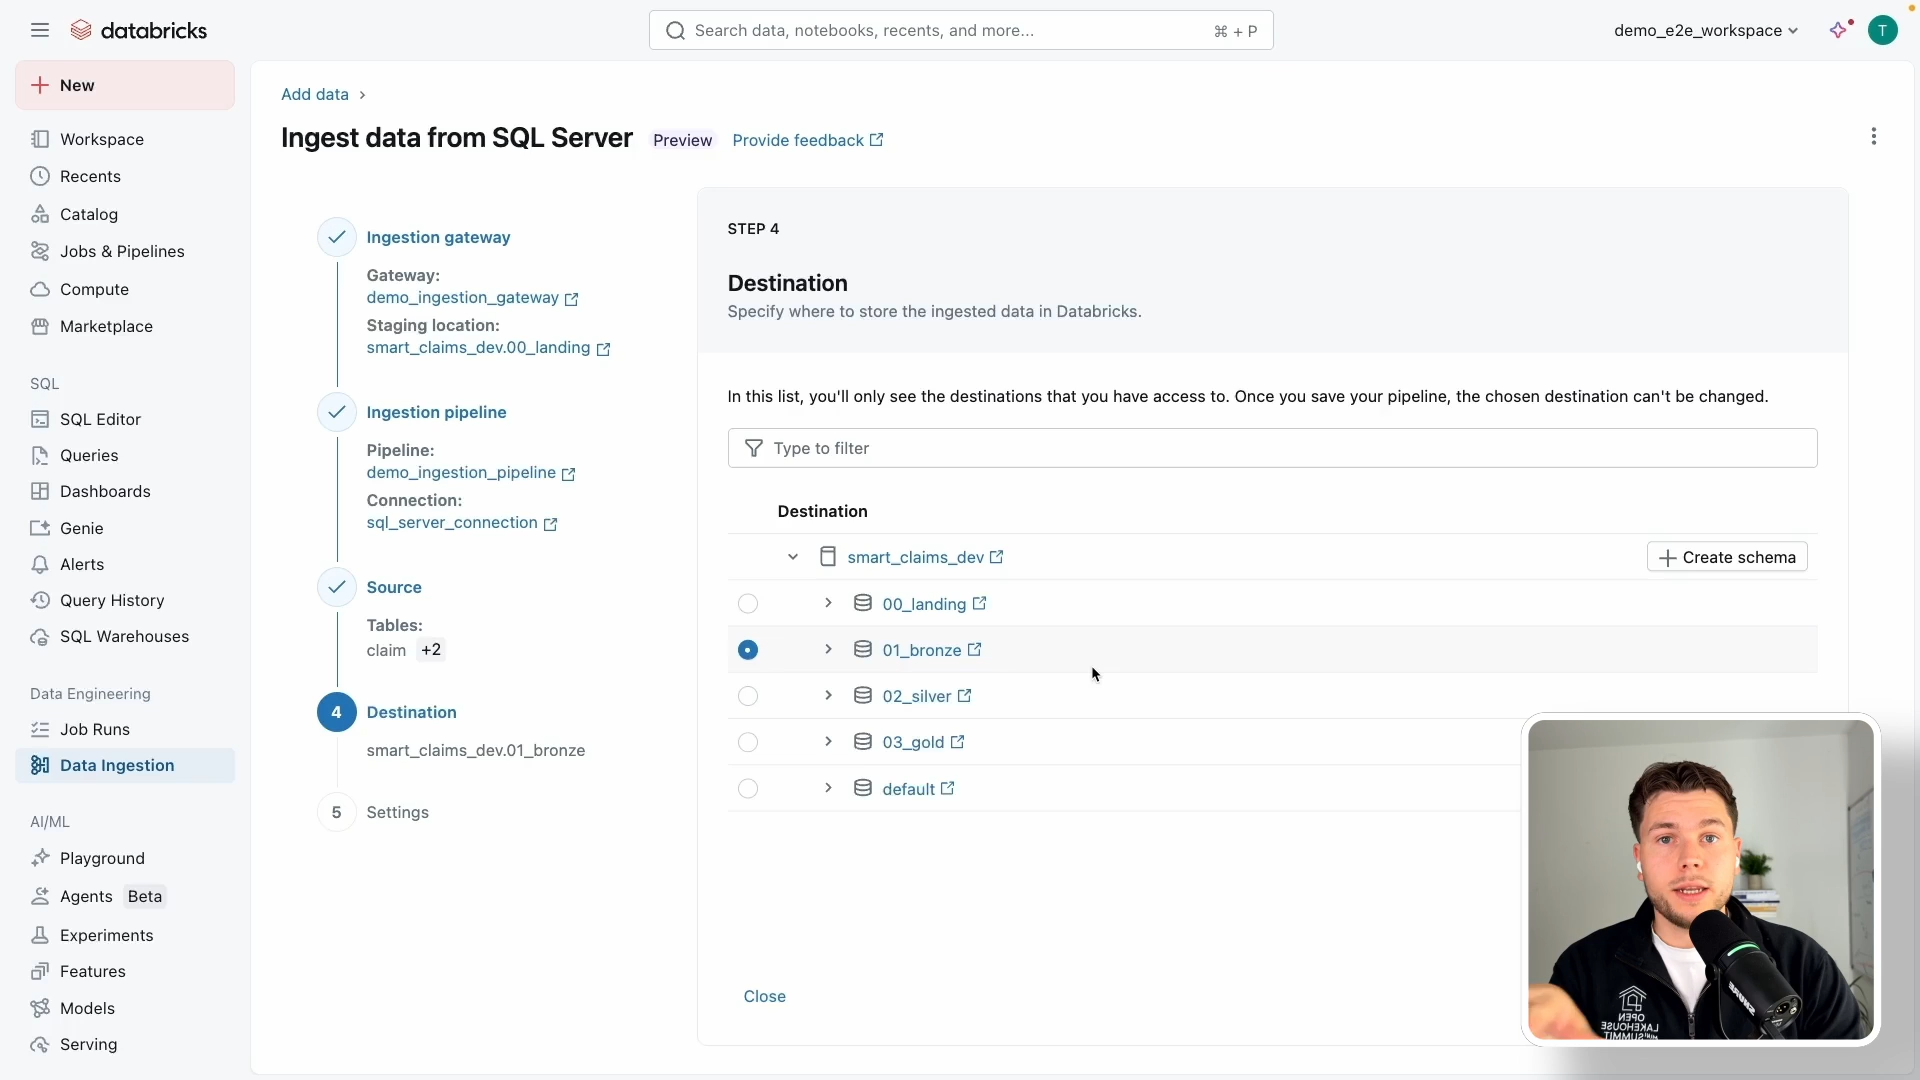 databricks
Search data, notebooks, recents, and more...
⌘ + P
demo_e2e_workspace
T
New
Workspace
Recents
Catalog
Jobs & Pipelines
Compute
Marketplace
SQL
SQL Editor
Queries
Dashboards
Genie
Alerts
Query History
SQL Warehouses
Data Engineering
Job Runs
Data Ingestion
AI/ML
Playground
Agents Beta
Experiments
Features
Models
Serving
Add data ›
Ingest data from SQL Server Preview Provide feedback
Ingestion gateway
Gateway:
demo_ingestion_gateway
Staging location:
smart_claims_dev.00_landing
Ingestion pipeline
Pipeline:
demo_ingestion_pipeline
Connection:
sql_server_connection
Source
Tables:
claim +2
4 Destination
smart_claims_dev.01_bronze
5 Settings
STEP 4
Destination
Specify where to store the ingested data in Databricks.
In this list, you'll only see the destinations that you have access to. Once you save your pipeline, the chosen destination can't be changed.
Type to filter
Destination
smart_claims_dev
Create schema
00_landing
01_bronze
02_silver
03_gold
default
Close
SHURE
OPEN
LAKEHOUSE
SUMMIT